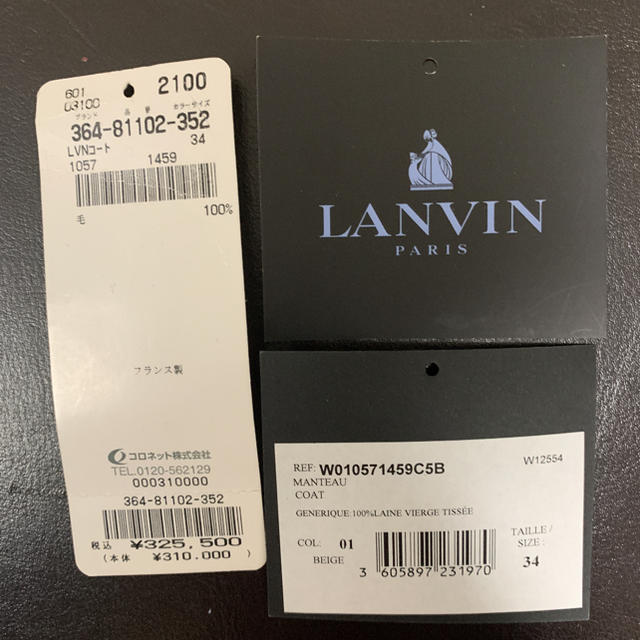 601
03100
2100
ブランド 品番 カラーサイズ
364-81102-352
LVNコート 34
1057 1459
毛 100%
フランス製
コロネット株式会社
TEL.0120-562129
000310000
364-81102-352
税込 ¥325,500
(本体 ¥310.000)
LANVIN
PARIS
REF: W010571459C5B W12554
MANTEAU
COAT
GENERIQUE:100%LAINE VIERGE TISSÉE
COL: 01
BEIGE
TAILLE /
SIZE :
34
3 605897 231970